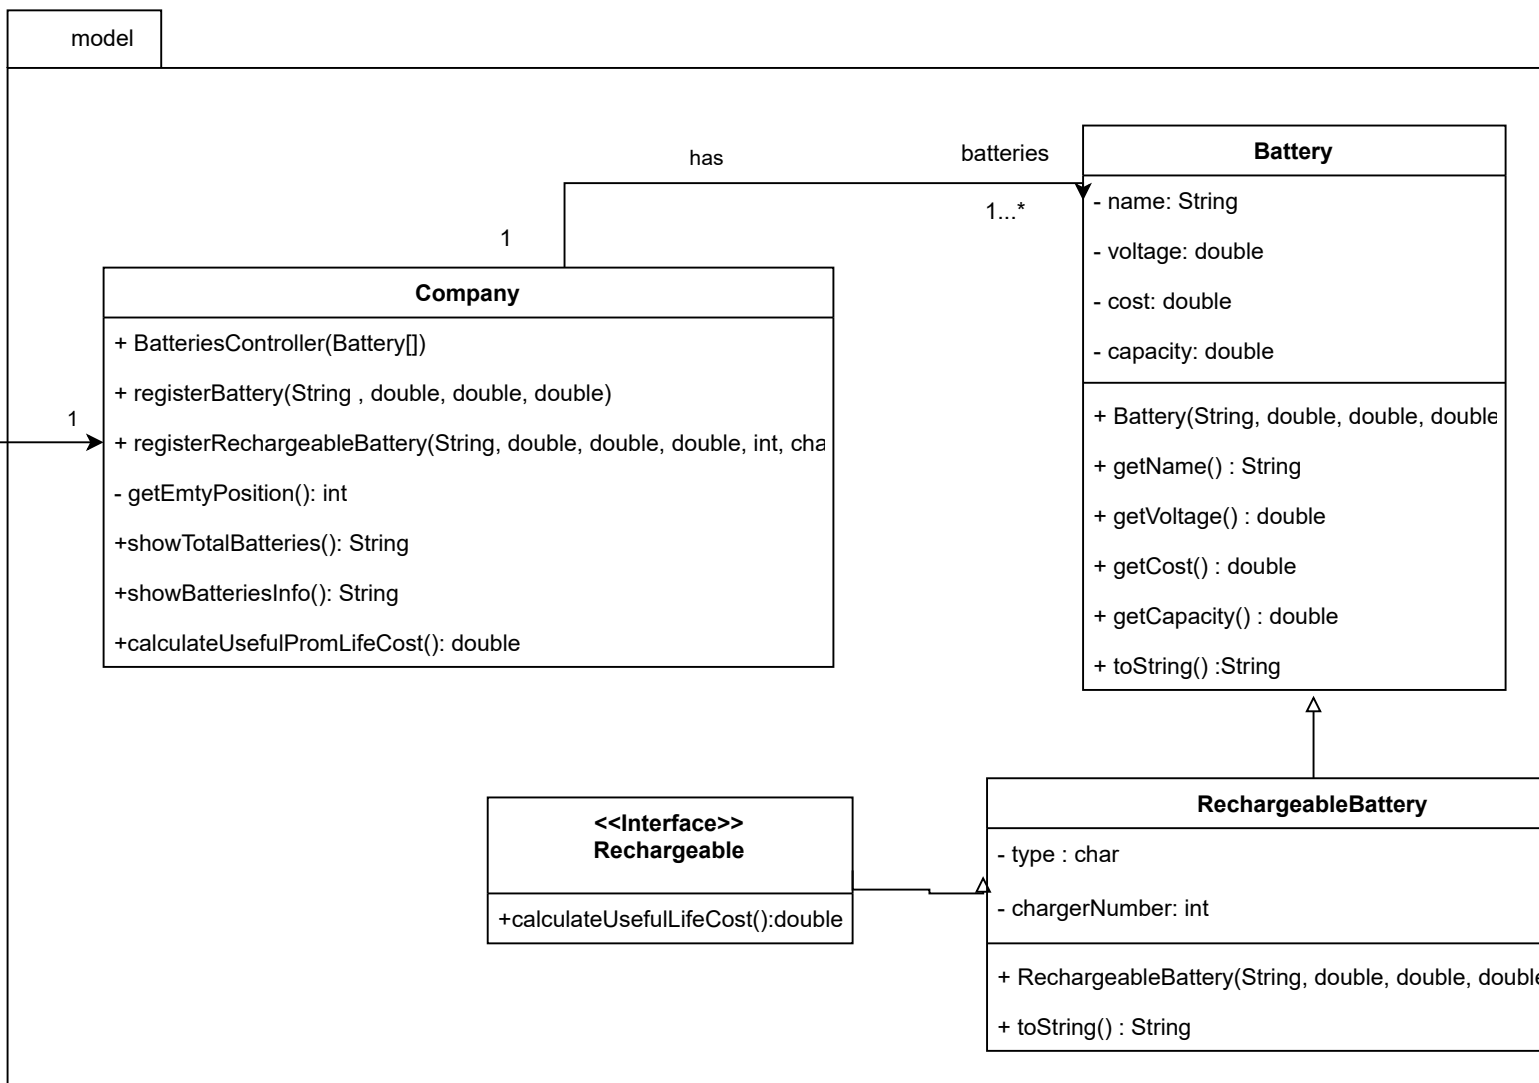 model
has
batteries
1...*
1
Battery
- name: String
- voltage: double
- cost: double
- capacity: double
+ Battery(String, double, double, double
+ getName() : String
+ getVoltage() : double
+ getCost() : double
+ getCapacity() : double
+ toString() :String
Company
+ BatteriesController(Battery[])
+ registerBattery(String , double, double, double)
+ registerRechargeableBattery(String, double, double, double, int, cha
- getEmtyPosition(): int
+showTotalBatteries(): String
+showBatteriesInfo(): String
+calculateUsefulPromLifeCost(): double
1
<<Interface>>
Rechargeable
+calculateUsefulLifeCost():double
RechargeableBattery
- type : char
- chargerNumber: int
+ RechargeableBattery(String, double, double, double
+ toString() : String